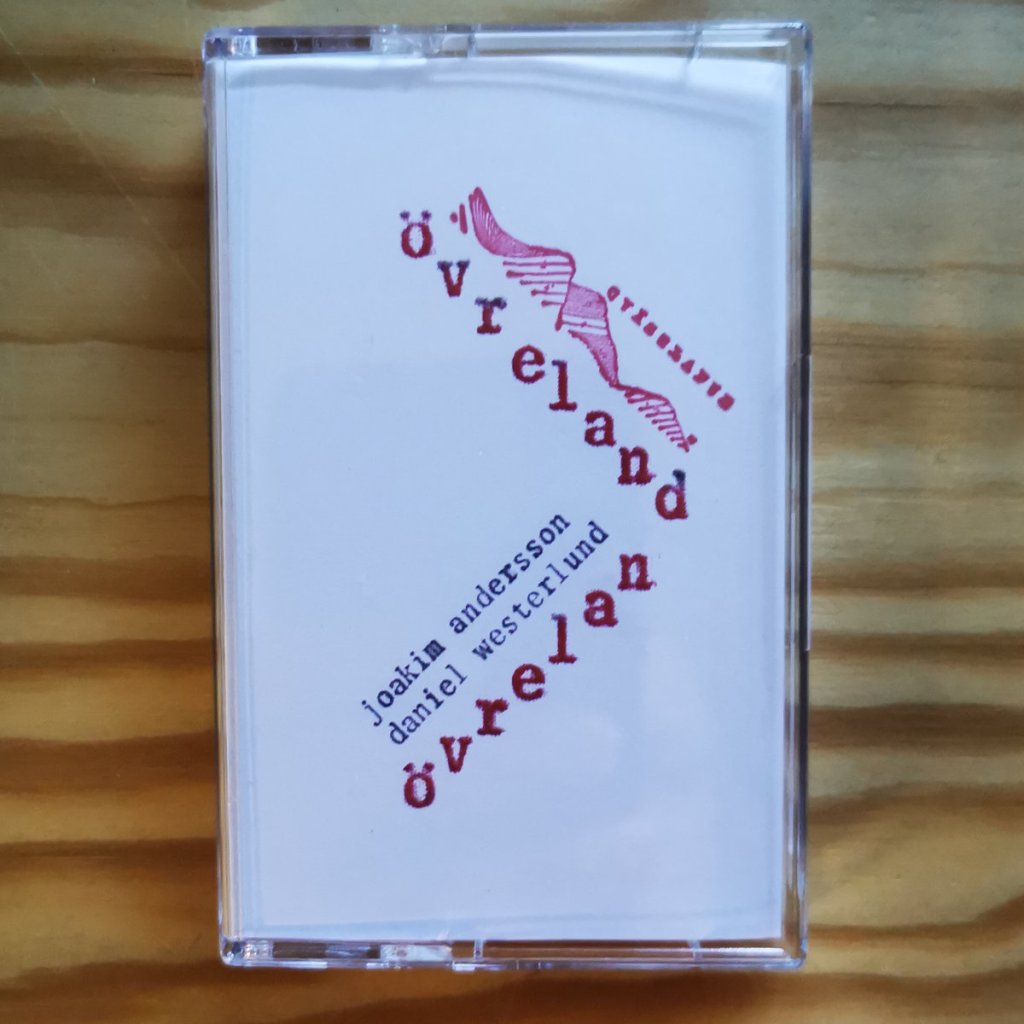 övreland
joakim andersson
daniel westerlund
övrelan